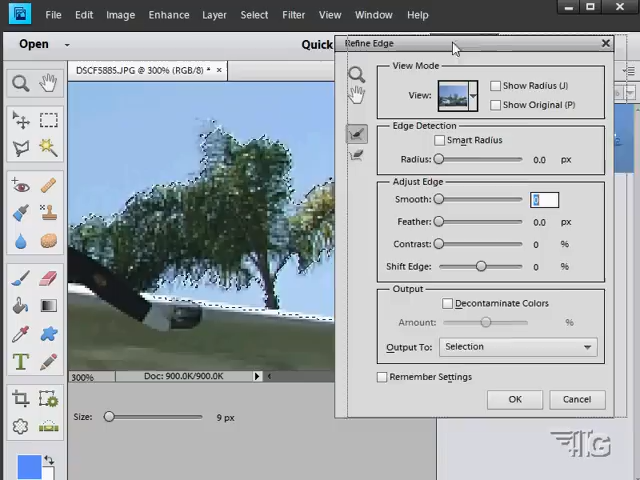 File Edit Image Enhance Layer Select Filter View Window Help
Open
Quick
Refine Edge
DSCF5885.JPG @ 300% (RGB/8) *
View Mode
View:
Show Radius (J)
Show Original (P)
Edge Detection
Smart Radius
Radius: 0.0 px
Adjust Edge
Smooth: 0
Feather: 0.0 px
Contrast: 0 %
Shift Edge: 0 %
Output
Decontaminate Colors
Amount: %
Output To: Selection
300% Doc: 900.0K/900.0K
Remember Settings
OK Cancel
Size: 9 px